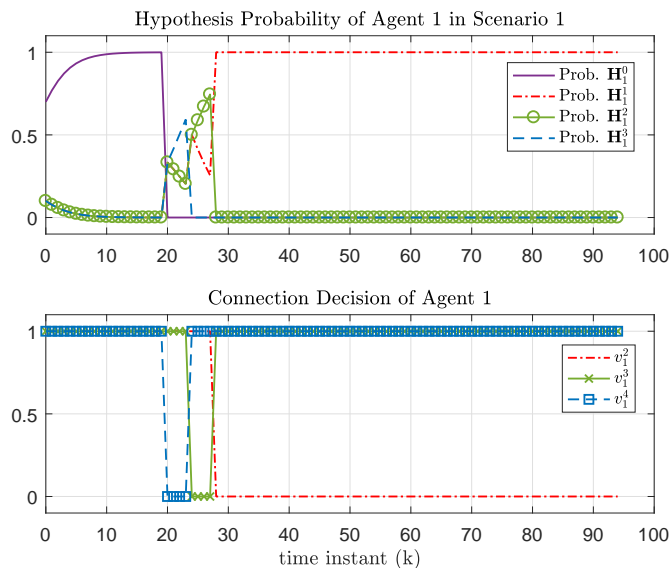 Hypothesis Probability of Agent 1 in Scenario 1
1
0.5
0
Prob. H₁⁰
Prob. H₁¹
Prob. H₁²
Prob. H₁³
0 10 20 30 40 50 60 70 80 90 100
Connection Decision of Agent 1
1
0.5
0
v₁²
v₁³
v₁⁴
0 10 20 30 40 50 60 70 80 90 100
time instant (k)